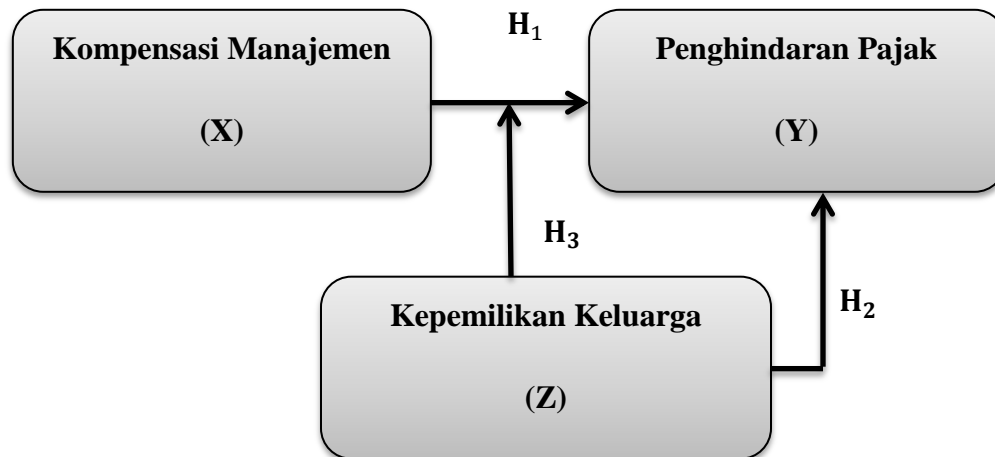 Kompensasi Manajemen
(X)
H₁
Penghindaran Pajak
(Y)
H₃
H₂
Kepemilikan Keluarga
(Z)